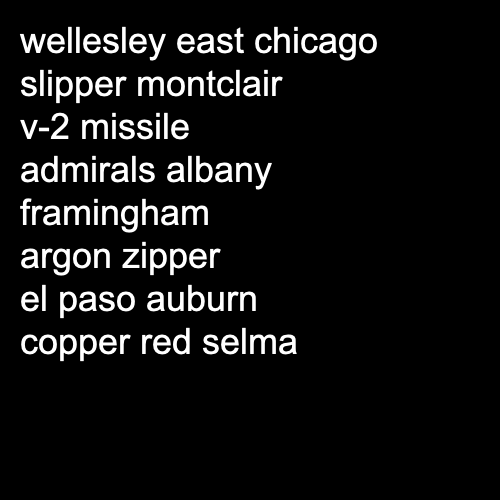 wellesley east chicago
slipper montclair
v-2 missile
admirals albany
framingham
argon zipper
el paso auburn
copper red selma